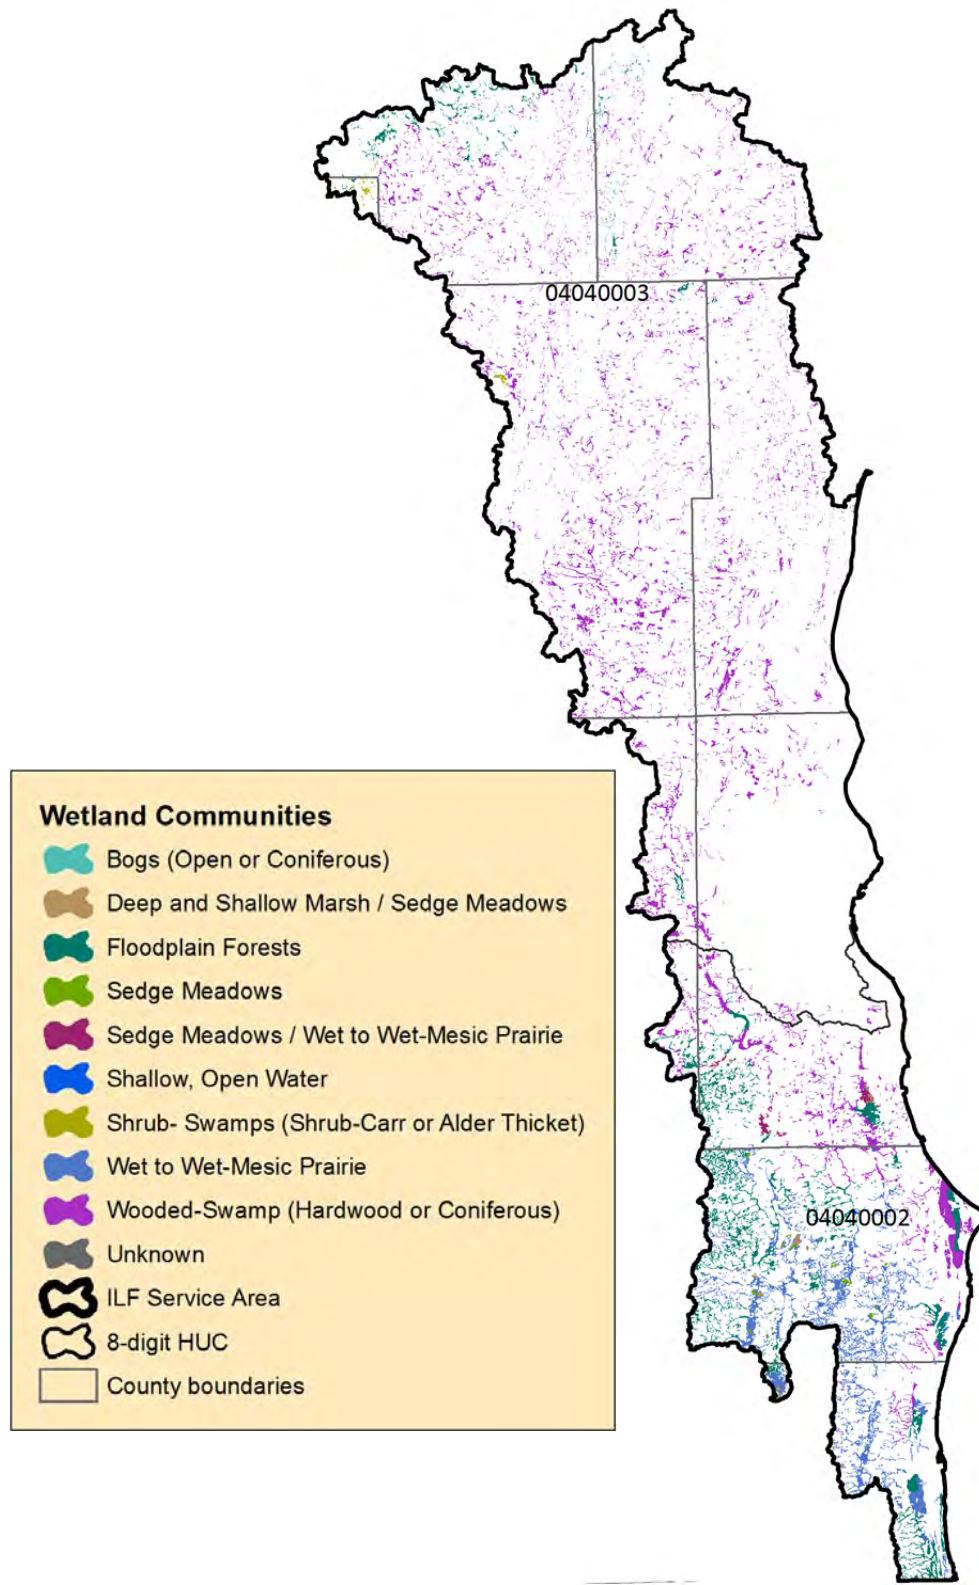 04040003
Wetland Communities
Bogs (Open or Coniferous)
Deep and Shallow Marsh / Sedge Meadows
Floodplain Forests
Sedge Meadows
Sedge Meadows / Wet to Wet-Mesic Prairie
Shallow, Open Water
Shrub- Swamps (Shrub-Carr or Alder Thicket)
Wet to Wet-Mesic Prairie
Wooded-Swamp (Hardwood or Coniferous)
Unknown
ILF Service Area
8-digit HUC
County boundaries
04040002